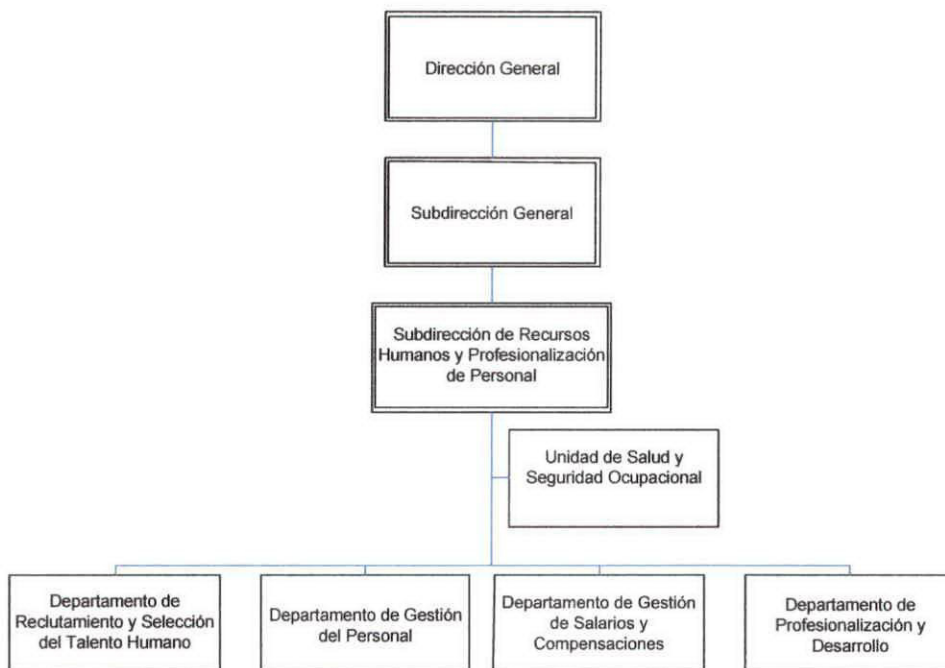 Dirección General
Subdirección General
Subdirección de Recursos
Humanos y Profesionalización
de Personal
Unidad de Salud y
Seguridad Ocupacional
Departamento de
Reclutamiento y Selección
del Talento Humano
Departamento de Gestión
del Personal
Departamento de Gestión
de Salarios y
Compensaciones
Departamento de
Profesionalización y
Desarrollo